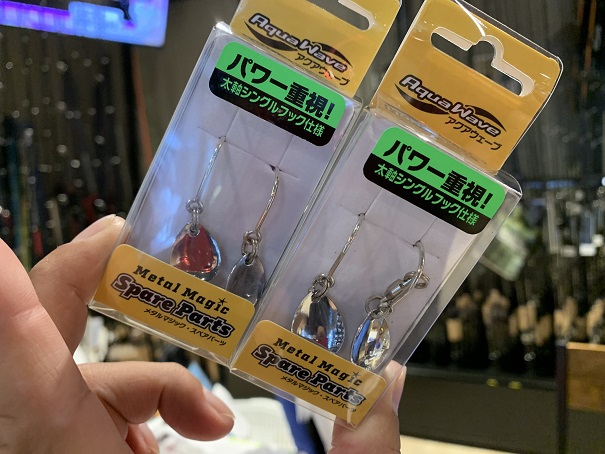 Aqua Wave
アクアウェーブ
パワー重視!
太軸シングルフック仕様
Metal Magic
Spare Parts
メタルマジック・スペアパーツ
Aqua Wave
アクアウェーブ
パワー重視!
太軸シングルフック仕様
Metal Magic
Spare Parts
メタルマジック・スペアパーツ